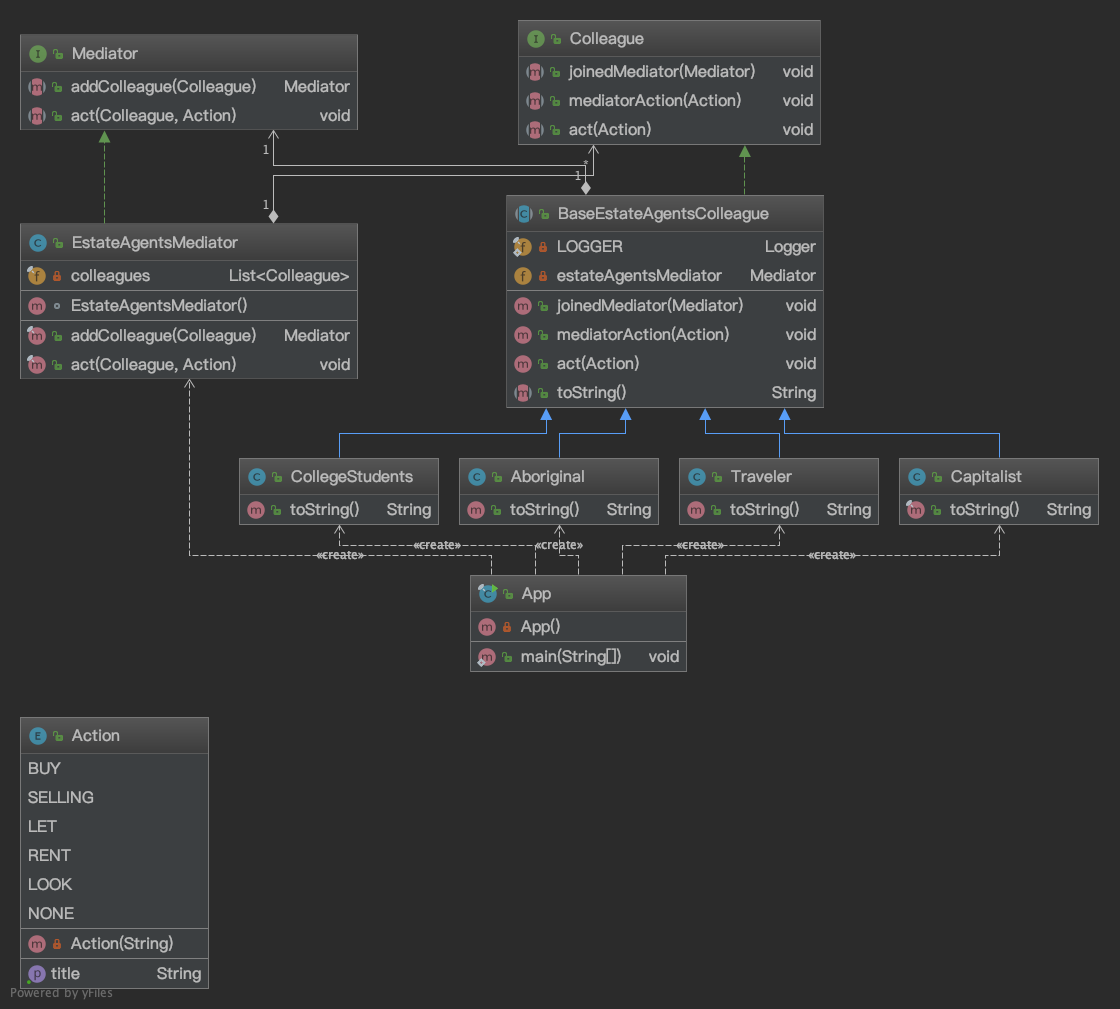 Mediator
addColleague(Colleague) Mediator
act(Colleague, Action) void
Colleague
joinedMediator(Mediator) void
mediatorAction(Action) void
act(Action) void
1
1
*
1
EstateAgentsMediator
colleagues List<Colleague>
EstateAgentsMediator()
addColleague(Colleague) Mediator
act(Colleague, Action) void
BaseEstateAgentsColleague
LOGGER Logger
estateAgentsMediator Mediator
joinedMediator(Mediator) void
mediatorAction(Action) void
act(Action) void
toString() String
CollegeStudents
toString() String
Aboriginal
toString() String
Traveler
toString() String
Capitalist
toString() String
«create»
«create»
«create»
«create»
«create»
App
App()
main(String[]) void
Action
BUY
SELLING
LET
RENT
LOOK
NONE
Action(String)
title String
Powered by yFiles